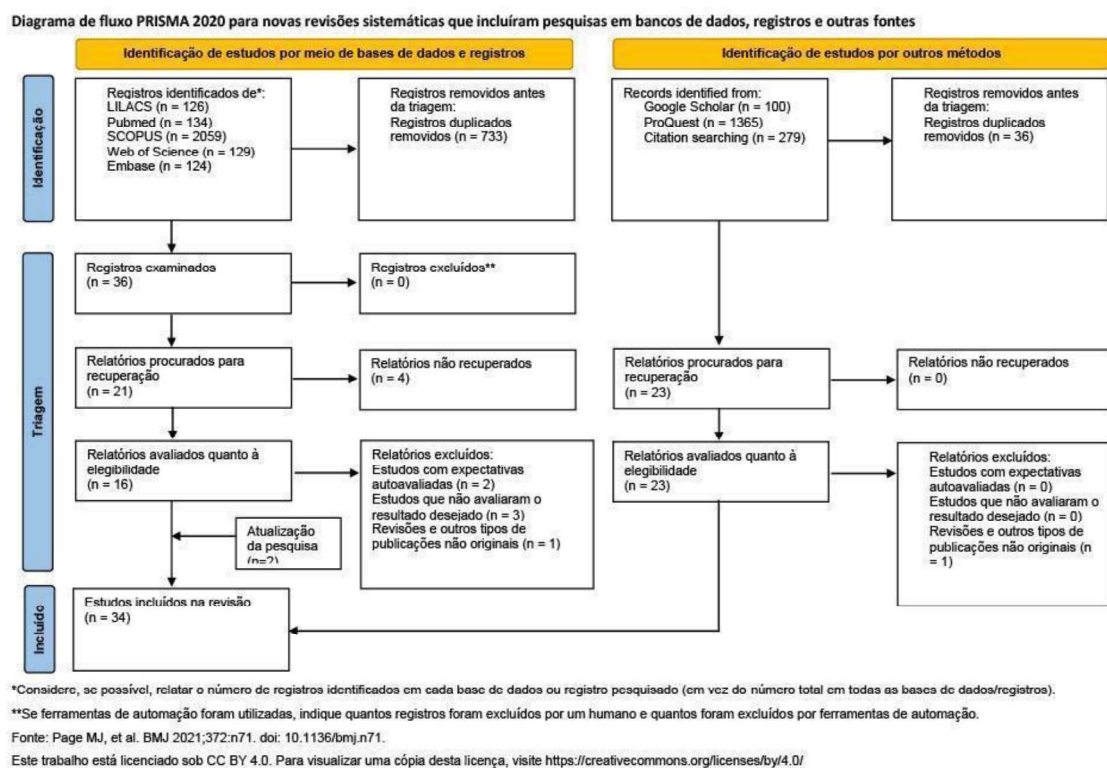 Diagrama de fluxo PRISMA 2020 para novas revisões sistemáticas que incluíram pesquisas em bancos de dados, registros e outras fontes
Identificação de estudos por meio de bases de dados e registros
Identificação de estudos por outros métodos
Identificação
Registros identificados de*:
LILACS (n = 126)
Pubmed (n = 134)
SCOPUS (n = 2059)
Web of Science (n = 129)
Embase (n = 124)
Registros removidos antes
da triagem:
Registros duplicados
removidos (n = 733)
Records identified from:
Google Scholar (n = 100)
ProQuest (n = 1365)
Citation searching (n = 279)
Registros removidos antes
da triagem:
Registros duplicados
removidos (n = 36)
Triagem
Registros examinados
(n = 36)
Registros excluídos**
(n = 0)
Relatórios procurados para
recuperação
(n = 21)
Relatórios não recuperados
(n = 4)
Relatórios procurados para
recuperação
(n = 23)
Relatórios não recuperados
(n = 0)
Relatórios avaliados quanto à
elegibilidade
(n = 16)
Relatórios excluídos:
Estudos com expectativas
autoavaliadas (n = 2)
Estudos que não avaliaram o
resultado desejado (n = 3)
Revisões e outros tipos de
publicações não originais (n = 1)
Relatórios avaliados quanto à
elegibilidade
(n = 23)
Relatórios excluídos:
Estudos com expectativas
autoavaliadas (n = 0)
Estudos que não avaliaram o
resultado desejado (n = 0)
Revisões e outros tipos de
publicações não originais (n
= 1)
Atualização
da pesquisa
(n=2)
Incluído
Estudos incluídos na revisão
(n = 34)
*Considere, se possível, relatar o número de registros identificados em cada base de dados ou registro pesquisado (em vez do número total em todas as bases de dados/registros).
**Se ferramentas de automação foram utilizadas, indique quantos registros foram excluídos por um humano e quantos foram excluídos por ferramentas de automação.
Fonte: Page MJ, et al. BMJ 2021;372:n71. doi: 10.1136/bmj.n71.
Este trabalho está licenciado sob CC BY 4.0. Para visualizar uma cópia desta licença, visite https://creativecommons.org/licenses/by/4.0/